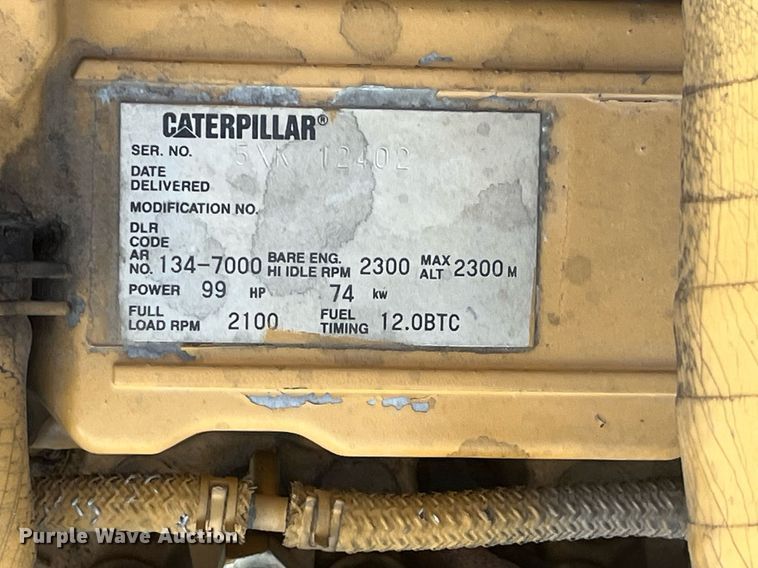 CATERPILLAR®
SER. NO. 5XK 12402
DATE
DELIVERED
MODIFICATION NO.
DLR
CODE
AR
NO. 134-7000 BARE ENG. HI IDLE RPM 2300 MAX ALT 2300 M
POWER 99 HP 74 kw
FULL
LOAD RPM 2100 FUEL TIMING 12.0BTC
Purple Wave Auction